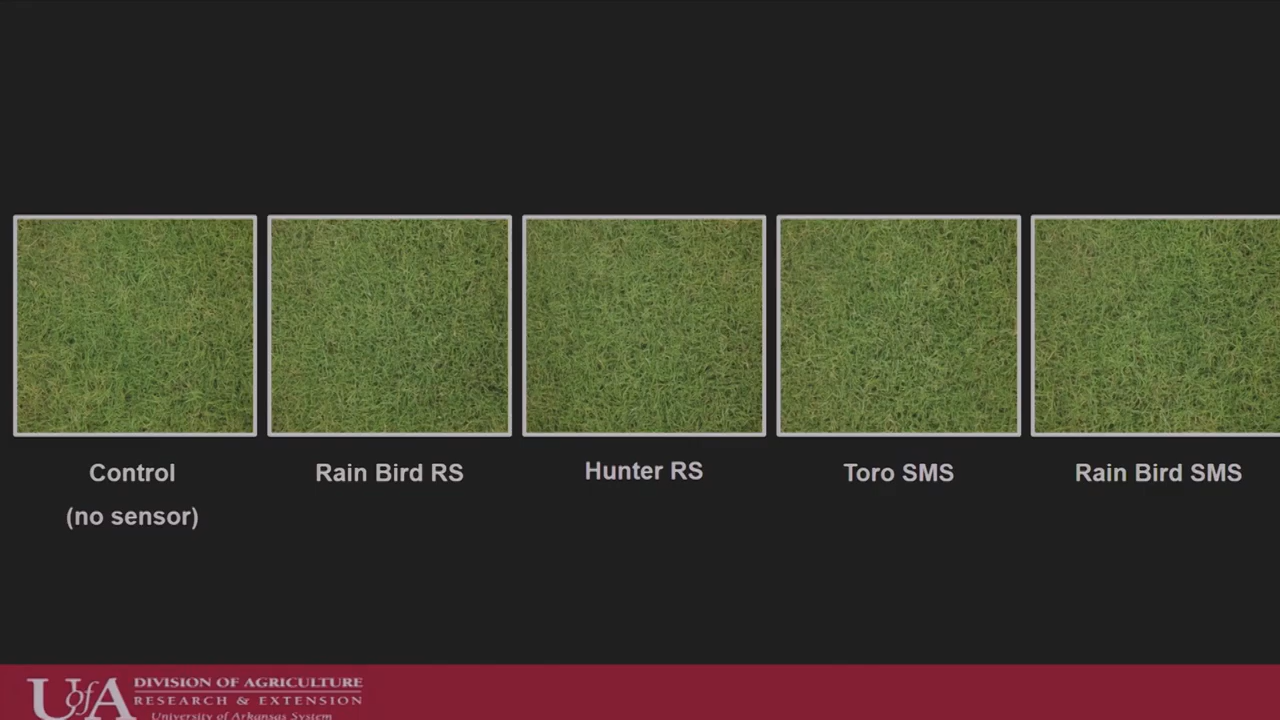 Control
(no sensor)
Rain Bird RS
Hunter RS
Toro SMS
Rain Bird SMS
UofA
DIVISION OF AGRICULTURE
RESEARCH & EXTENSION
University of Arkansas System